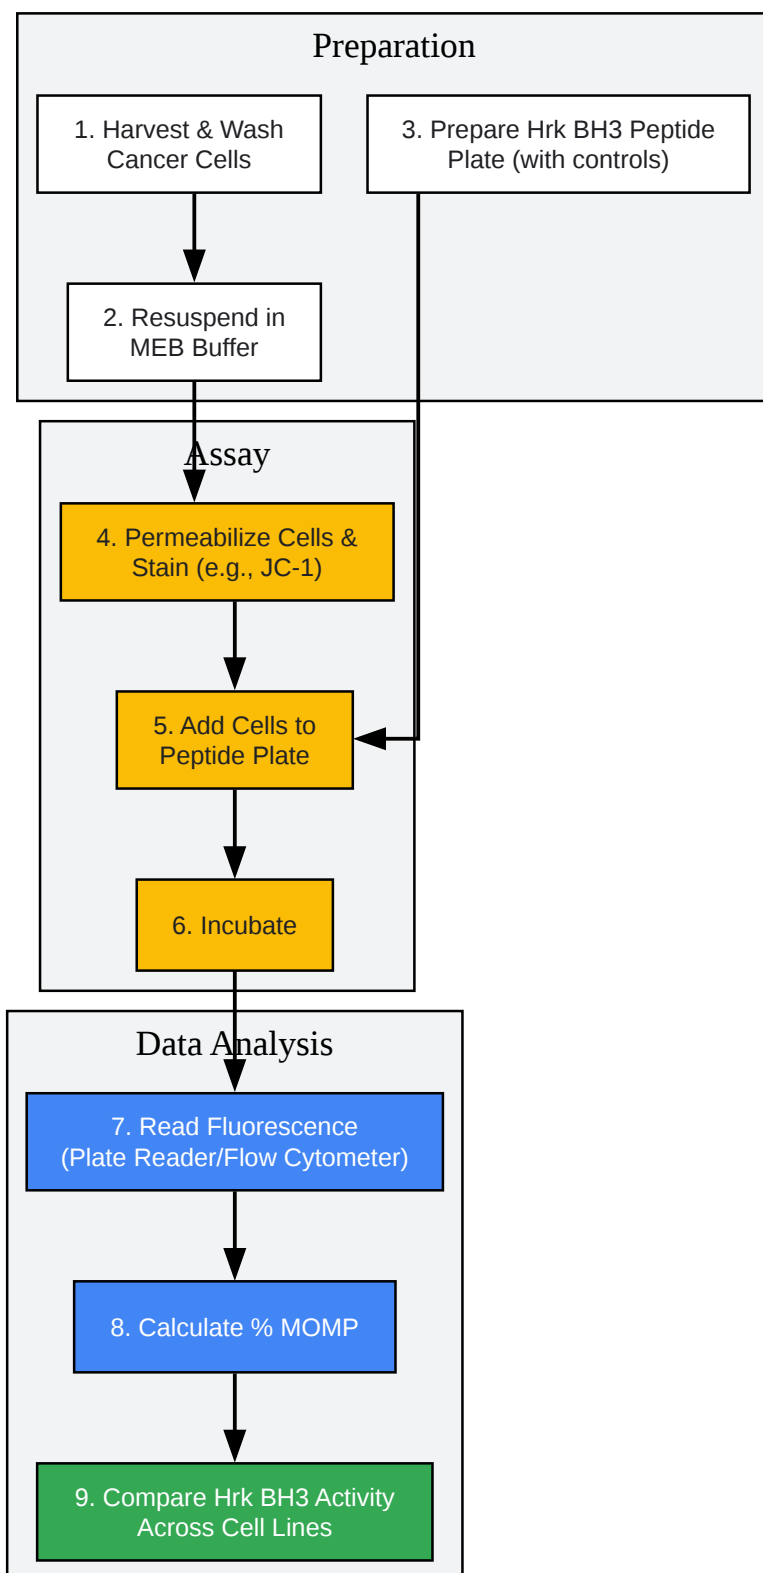 Preparation
1. Harvest & Wash
Cancer Cells
3. Prepare Hrk BH3 Peptide
Plate (with controls)
2. Resuspend in
MEB Buffer
Assay
4. Permeabilize Cells &
Stain (e.g., JC-1)
5. Add Cells to
Peptide Plate
6. Incubate
Data Analysis
7. Read Fluorescence
(Plate Reader/Flow Cytometer)
8. Calculate % MOMP
9. Compare Hrk BH3 Activity
Across Cell Lines